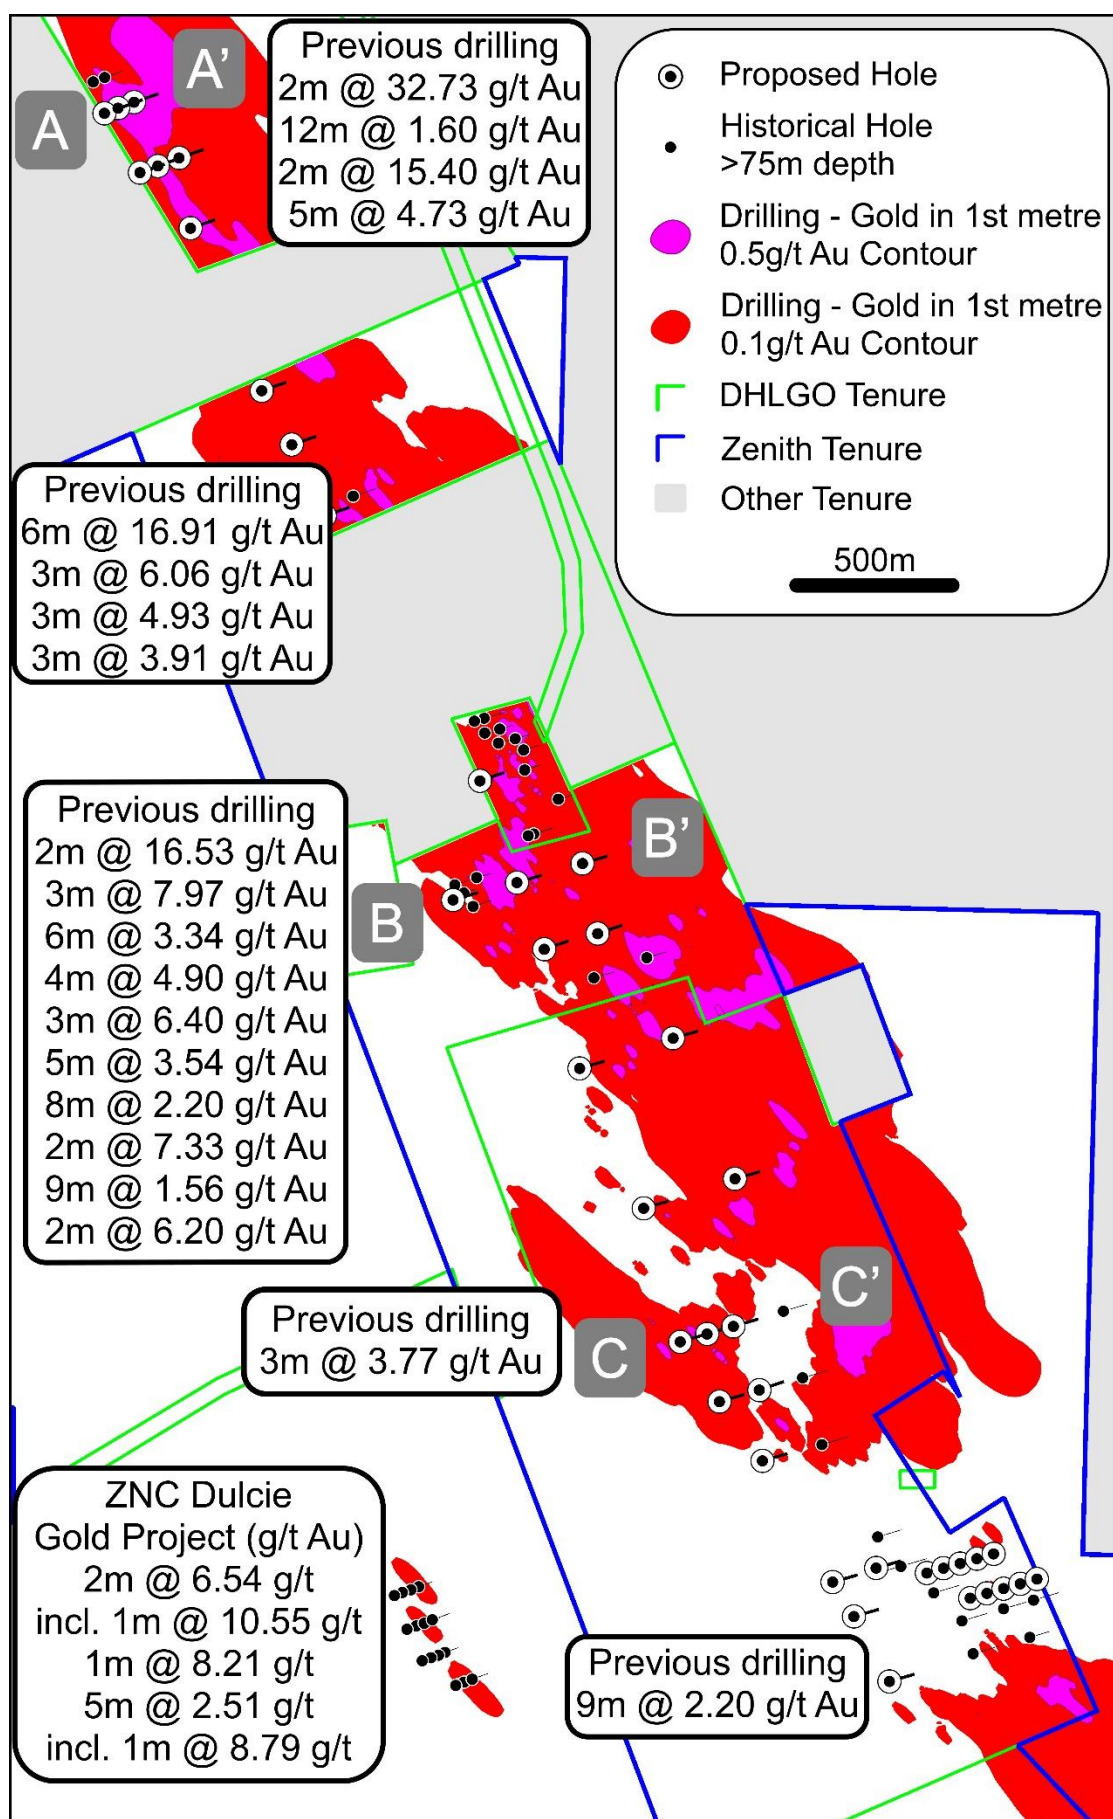 A
A’
Previous drilling
2m @ 32.73 g/t Au
12m @ 1.60 g/t Au
2m @ 15.40 g/t Au
5m @ 4.73 g/t Au
Proposed Hole
Historical Hole
>75m depth
Drilling - Gold in 1st metre
0.5g/t Au Contour
Drilling - Gold in 1st metre
0.1g/t Au Contour
DHLGO Tenure
Zenith Tenure
Other Tenure
500m
Previous drilling
6m @ 16.91 g/t Au
3m @ 6.06 g/t Au
3m @ 4.93 g/t Au
3m @ 3.91 g/t Au
Previous drilling
2m @ 16.53 g/t Au
3m @ 7.97 g/t Au
6m @ 3.34 g/t Au
4m @ 4.90 g/t Au
3m @ 6.40 g/t Au
5m @ 3.54 g/t Au
8m @ 2.20 g/t Au
2m @ 7.33 g/t Au
9m @ 1.56 g/t Au
2m @ 6.20 g/t Au
B
B’
Previous drilling
3m @ 3.77 g/t Au
C
C’
ZNC Dulcie
Gold Project (g/t Au)
2m @ 6.54 g/t
incl. 1m @ 10.55 g/t
1m @ 8.21 g/t
5m @ 2.51 g/t
incl. 1m @ 8.79 g/t
Previous drilling
9m @ 2.20 g/t Au